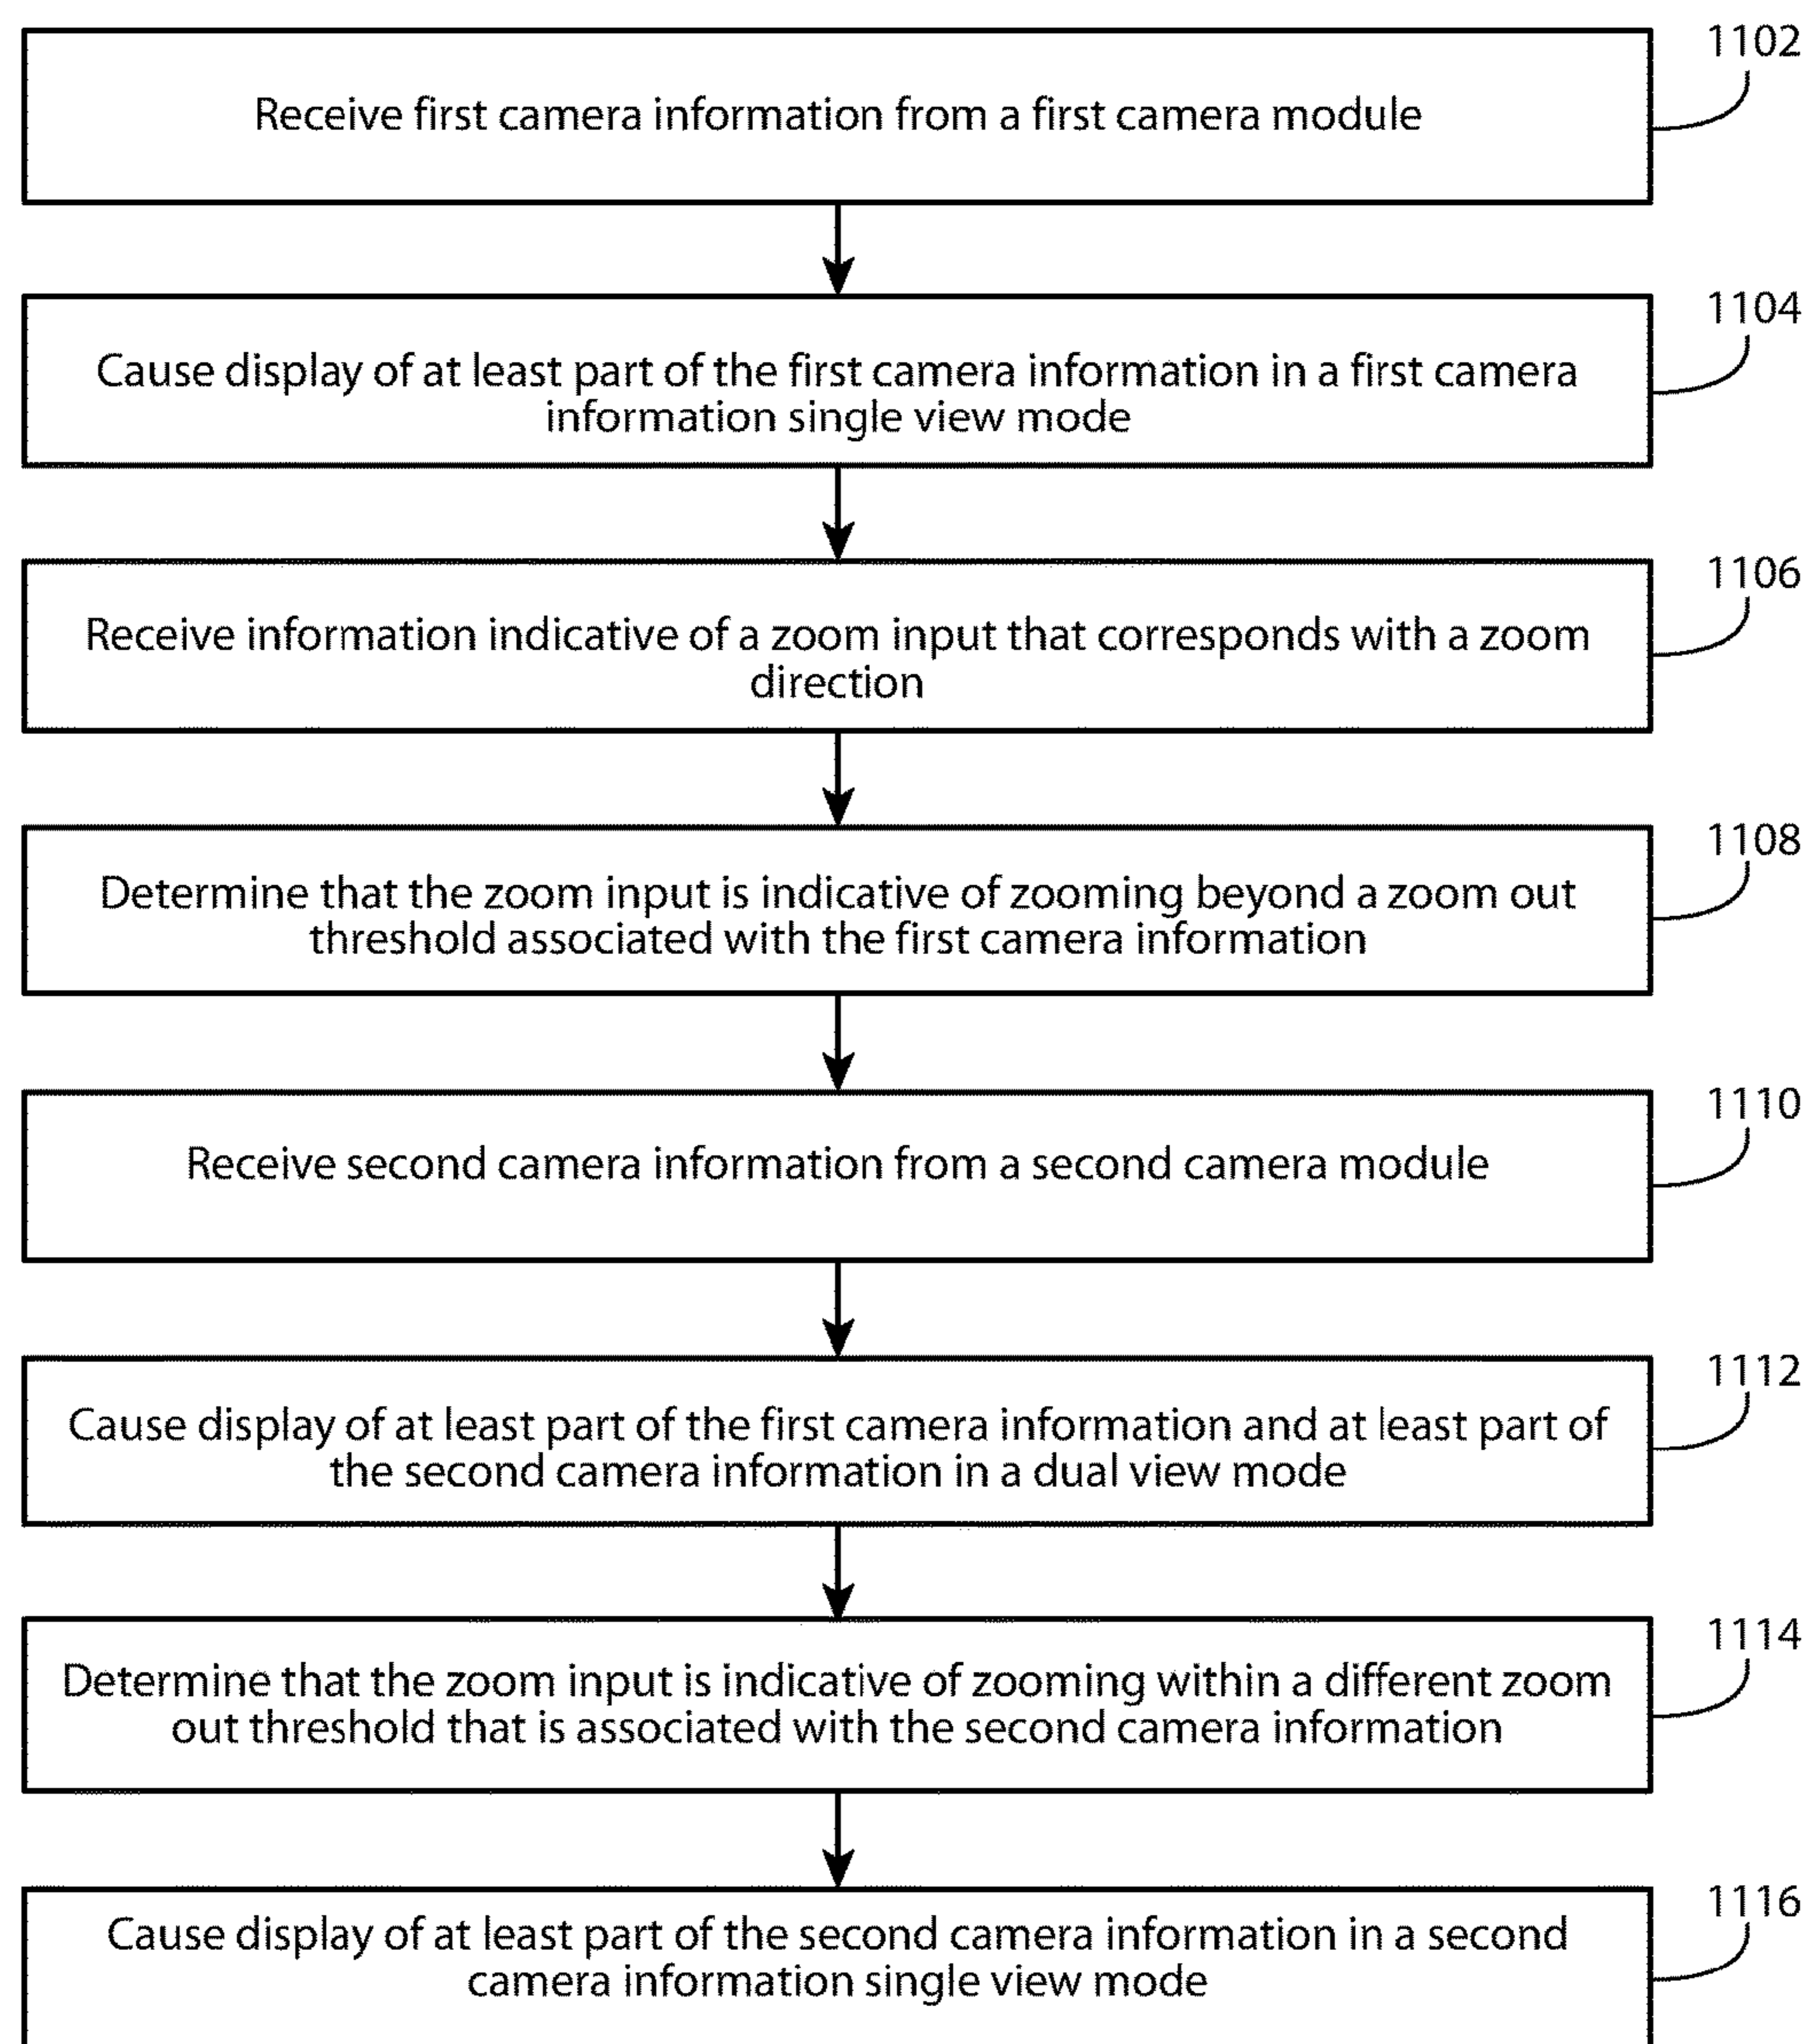 1102
Receive first camera information from a first camera module
1104
Cause display of at least part of the first camera information in a first camera
information single view mode
1106
Receive information indicative of a zoom input that corresponds with a zoom
direction
1108
Determine that the zoom input is indicative of zooming beyond a zoom out
threshold associated with the first camera information
1110
Receive second camera information from a second camera module
1112
Cause display of at least part of the first camera information and at least part of
the second camera information in a dual view mode
1114
Determine that the zoom input is indicative of zooming within a different zoom
out threshold that is associated with the second camera information
1116
Cause display of at least part of the second camera information in a second
camera information single view mode